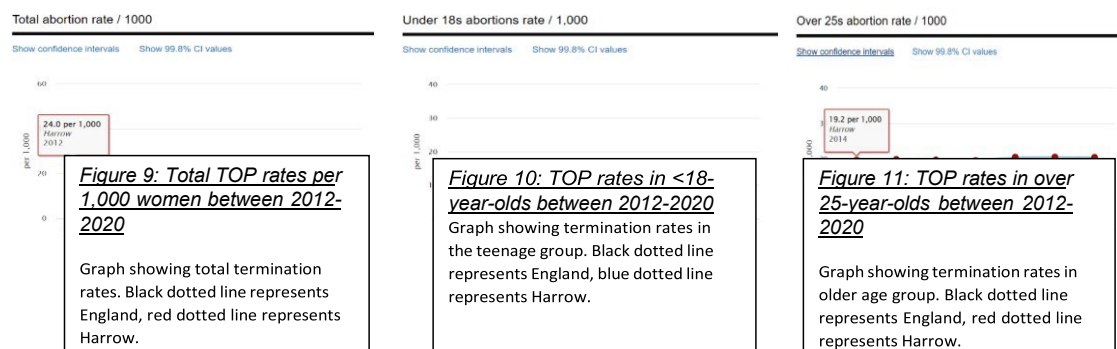 Total abortion rate / 1000
Show confidence intervals Show 99.8% CI values
60
24.0 per 1,000
Harrow
2012
per 1,000
20
0
Figure 9: Total TOP rates per
1,000 women between 2012-
2020
Graph showing total termination
rates. Black dotted line represents
England, red dotted line represents
Harrow.
Under 18s abortions rate / 1,000
Show confidence intervals Show 99.8% CI values
40
30
per 1,000
20
Figure 10: TOP rates in <18-
year-olds between 2012-2020
Graph showing termination rates in
the teenage group. Black dotted line
represents England, blue dotted line
represents Harrow.
Over 25s abortion rate / 1000
Show confidence intervals Show 99.8% CI values
40
19.2 per 1,000
Harrow
2014
Figure 11: TOP rates in over
25-year-olds between 2012-
2020
Graph showing termination rates in
older age group. Black dotted line
represents England, red dotted line
represents Harrow.